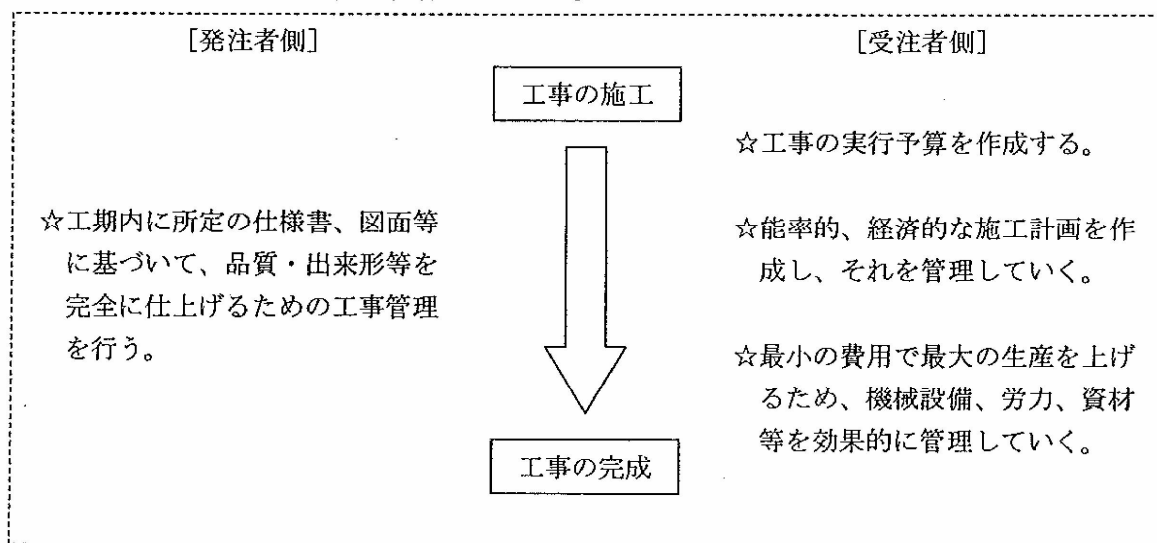 ［発注者側］
［受注者側］
工事の施工
☆工事の実行予算を作成する。
☆工期内に所定の仕様書、図面等
に基づいて、品質・出来形等を
完全に仕上げるための工事管理
を行う。
☆能率的、経済的な施工計画を作
成し、それを管理していく。
☆最小の費用で最大の生産を上げ
るため、機械設備、労力、資材
等を効果的に管理していく。
工事の完成